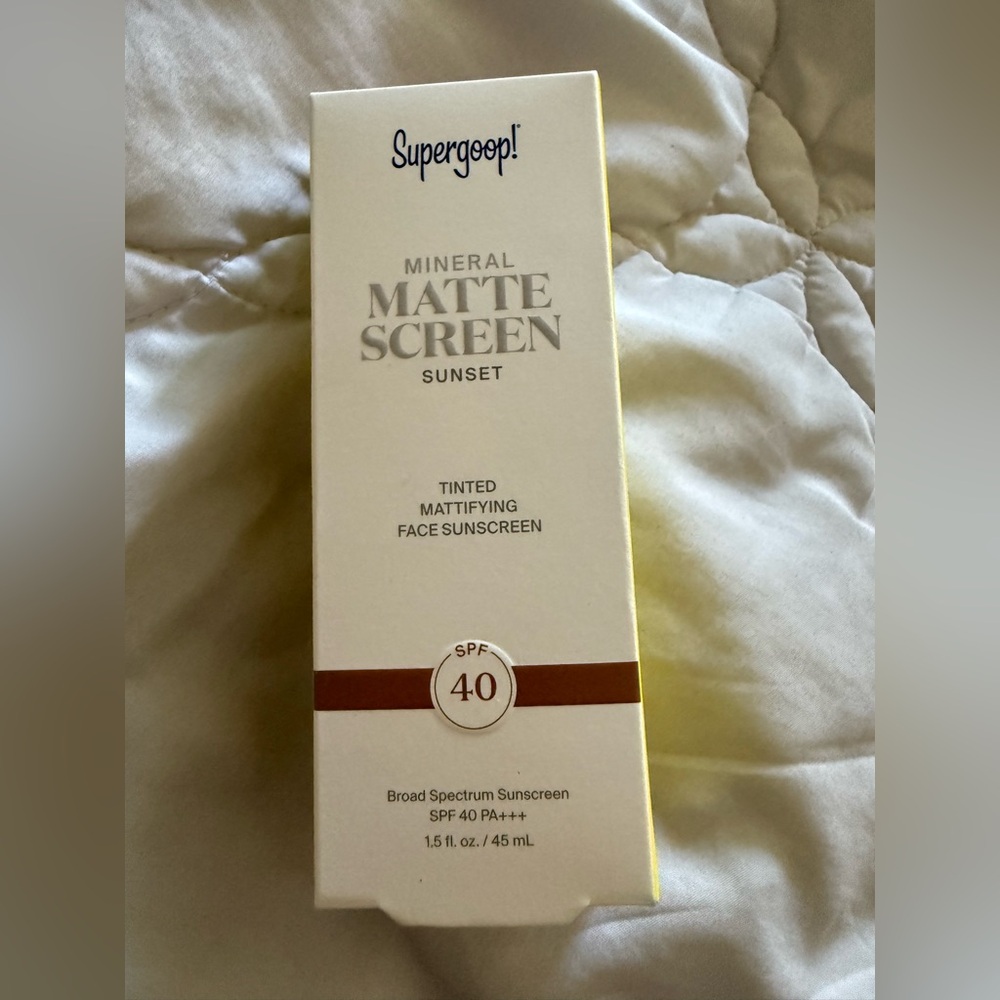 Supergoop!
MINERAL
MATTE
SCREEN
SUNSET
TINTED
MATTIFYING
FACE SUNSCREEN
SPF
40
Broad Spectrum Sunscreen
SPF 40 PA+++
1.5 fl. oz. / 45 mL